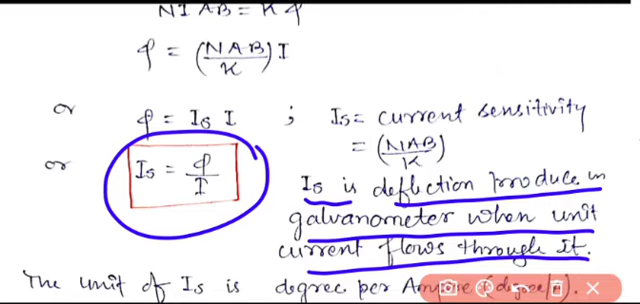 NIAB = K φ
φ = (NAB/K) I
or φ = Is I ; Is = current sensitivity
= (NAB/K)
or Is = φ/I
Is is deflection produce in
galvanometer when unit
current flows through It.
The unit of Is is degree per